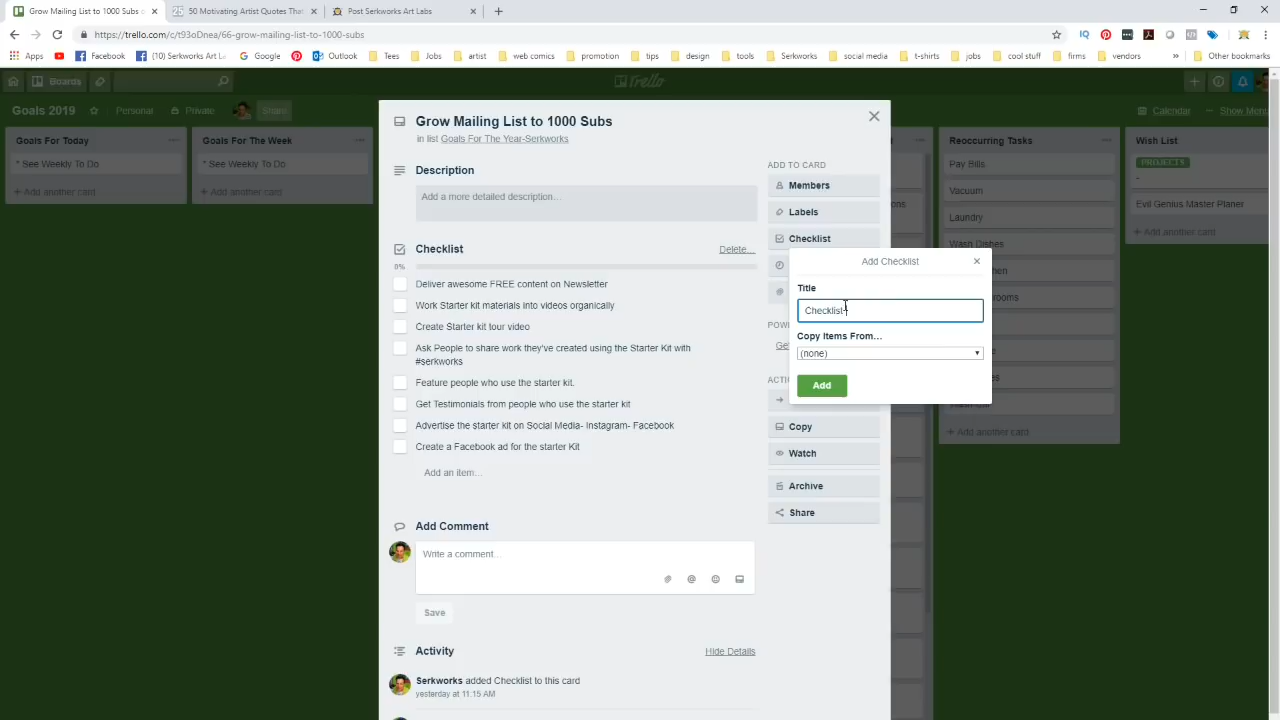 Grow Mailing List to 1000 Subs o
50 Motivating Artist Quotes That
Post Serkworks Art Labs
https://trello.com/c/t93oDnea/66-grow-mailing-list-to-1000-subs
Apps
Youtube
Facebook
(10) Serkworks Art La
Google
Outlook
Tees
Jobs
artist
web comics
promotion
tips
design
tools
Serkworks
social media
t-shirts
jobs
cool stuff
firms
vendors
»
Other bookmarks
Boards
Trello
Goals 2019
Personal
Private
Share
Calendar
Show Menu
Goals For Today
* See Weekly To Do
+ Add another card
Goals For The Week
* See Weekly To Do
+ Add another card
Grow Mailing List to 1000 Subs
in list Goals For The Year-Serkworks
Description
Add a more detailed description…
Checklist
Delete…
0%
Deliver awesome FREE content on Newsletter
Work Starter kit materials into videos organically
Create Starter kit tour video
Ask People to share work they've created using the Starter Kit with
#serkworks
Feature people who use the starter kit.
Get Testimonials from people who use the starter kit
Advertise the starter kit on Social Media- Instagram- Facebook
Create a Facebook ad for the starter Kit
Add an item…
Add Comment
Write a comment…
@
Save
Activity
Hide Details
Serkworks added Checklist to this card
yesterday at 11:15 AM
ADD TO CARD
Members
Labels
Checklist
Add Checklist
Title
Checklist
Copy Items From…
(none)
Add
Copy
Watch
Archive
Share
Reoccurring Tasks
Pay Bills
Vacuum
Laundry
Wash Dishes
+ Add another card
Wish List
PROJECTS
-
Evil Genius Master Planer
+ Add another card